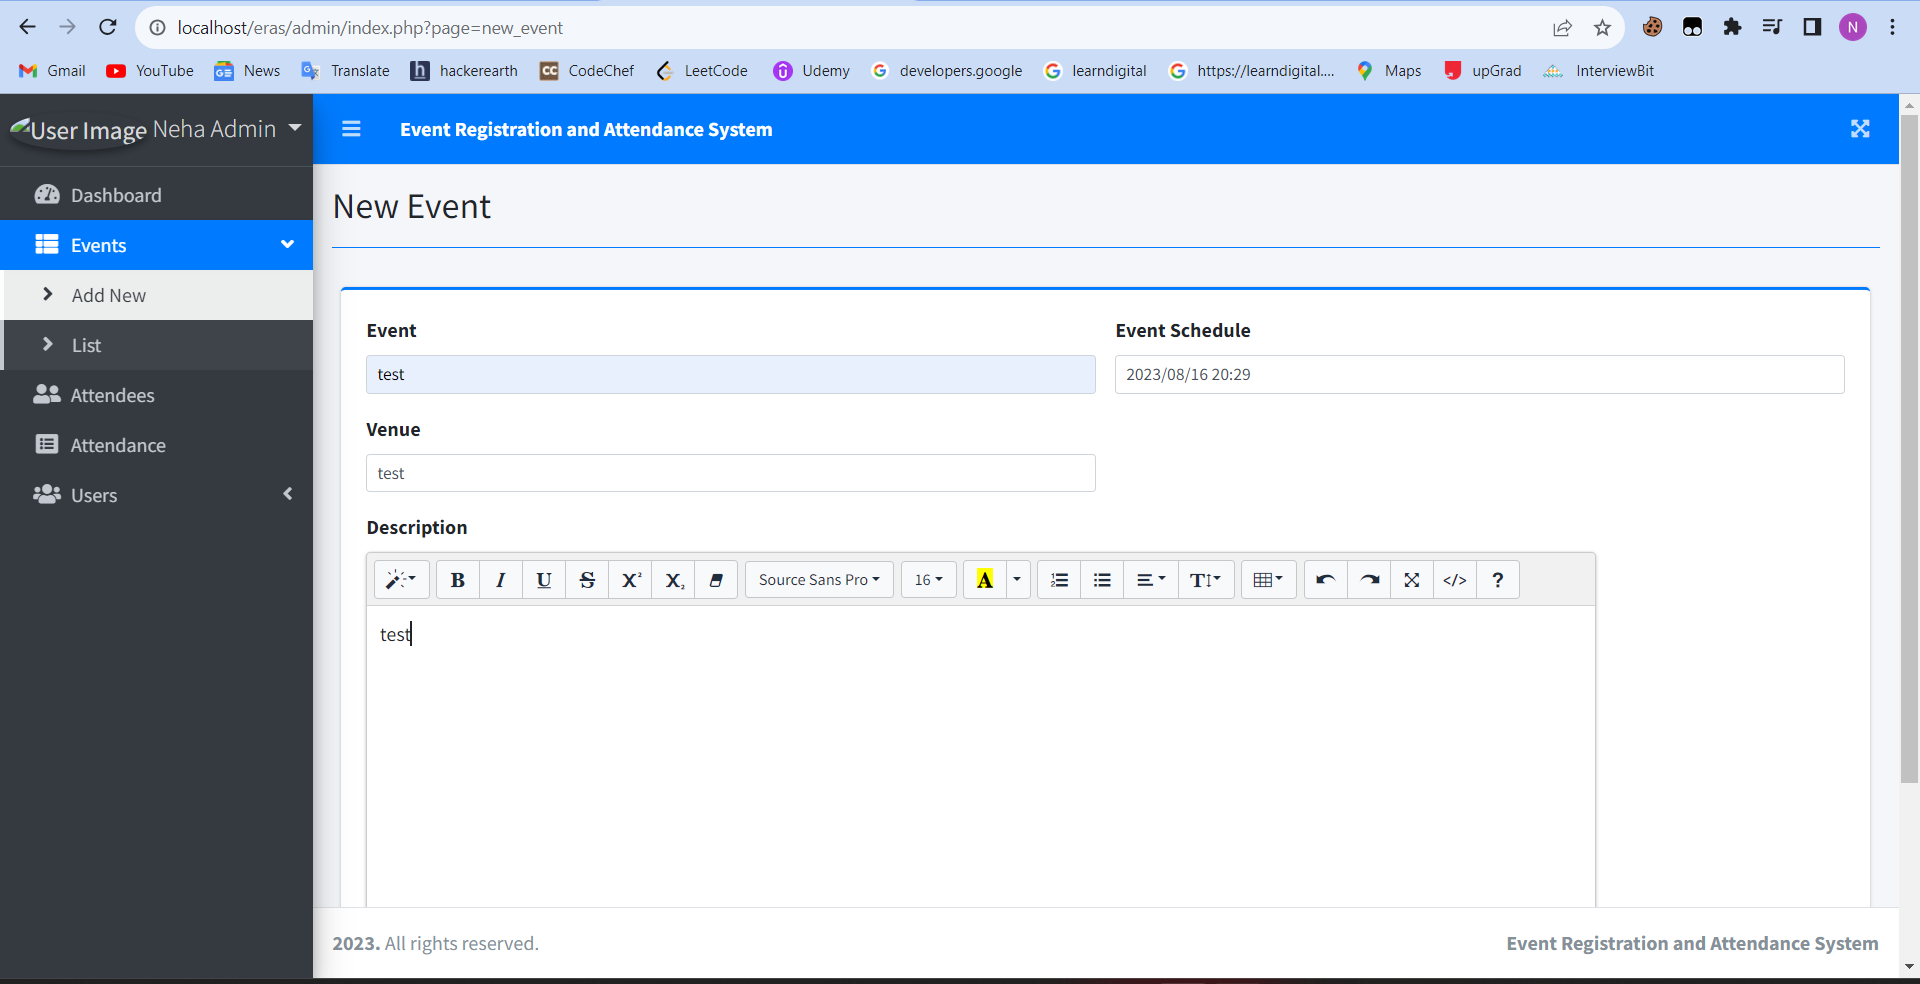 localhost/eras/admin/index.php?page=new_event
N
Gmail YouTube News Translate hackerearth CodeChef LeetCode Udemy developers.google learndigital https://learndigital.... Maps upGrad InterviewBit
User Image Neha Admin
Event Registration and Attendance System
Dashboard
Events
Add New
List
Attendees
Attendance
Users
New Event
Event
Event Schedule
test
2023/08/16 20:29
Venue
test
Description
B I U S X² X₂ Source Sans Pro 16 A T </> ?
test
2023. All rights reserved.
Event Registration and Attendance System